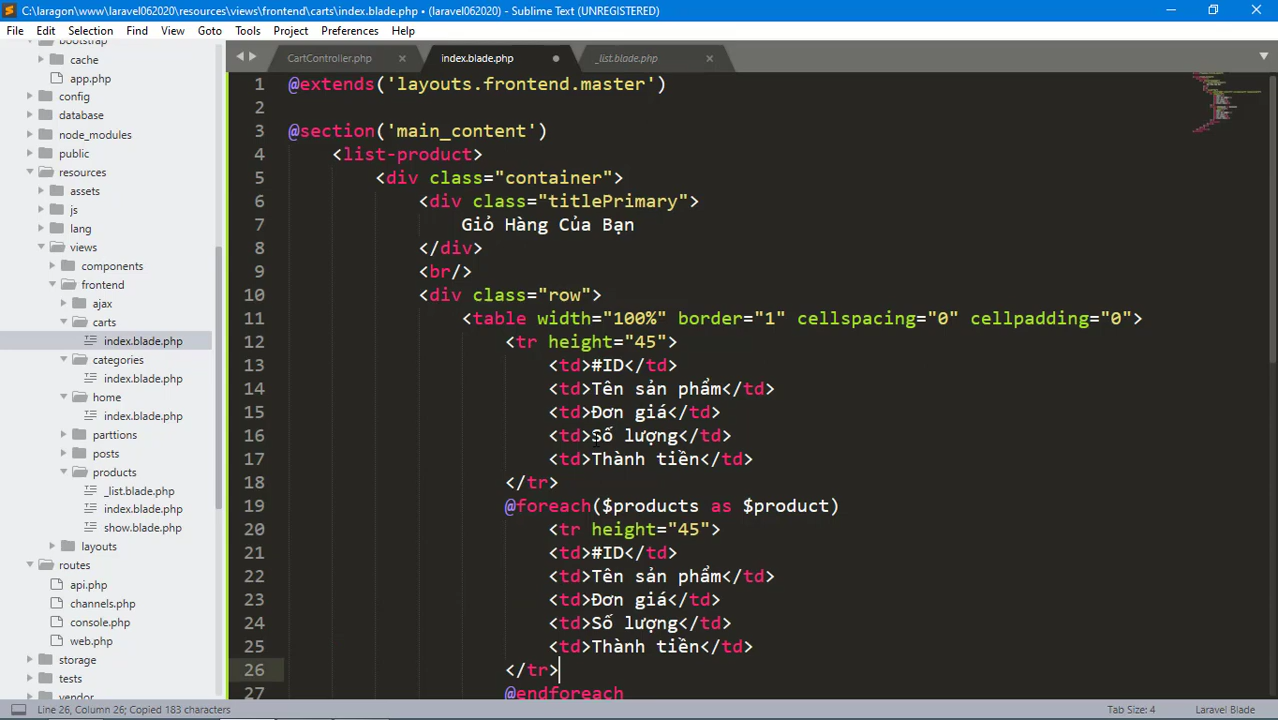 C:\laragon\www\laravel062020\resources\views\frontend\carts\index.blade.php • (laravel062020) - Sublime Text (UNREGISTERED)
File Edit Selection Find View Goto Tools Project Preferences Help
bootstrap
cache
app.php
config
database
node_modules
public
resources
assets
js
lang
views
components
frontend
ajax
carts
index.blade.php
categories
index.blade.php
home
index.blade.php
parttions
posts
products
_list.blade.php
index.blade.php
show.blade.php
layouts
routes
api.php
channels.php
console.php
web.php
storage
tests
vendor
CartController.php index.blade.php _list.blade.php
1 @extends('layouts.frontend.master')
2
3 @section('main_content')
4 <list-product>
5 <div class="container">
6 <div class="titlePrimary">
7 Giỏ Hàng Của Bạn
8 </div>
9 <br/>
10 <div class="row">
11 <table width="100%" border="1" cellspacing="0" cellpadding="0">
12 <tr height="45">
13 <td>#ID</td>
14 <td>Tên sản phẩm</td>
15 <td>Đơn giá</td>
16 <td>Số lượng</td>
17 <td>Thành tiền</td>
18 </tr>
19 @foreach($products as $product)
20 <tr height="45">
21 <td>#ID</td>
22 <td>Tên sản phẩm</td>
23 <td>Đơn giá</td>
24 <td>Số lượng</td>
25 <td>Thành tiền</td>
26 </tr>
27 @endforeach
Line 26, Column 26; Copied 183 characters Tab Size: 4 Laravel Blade